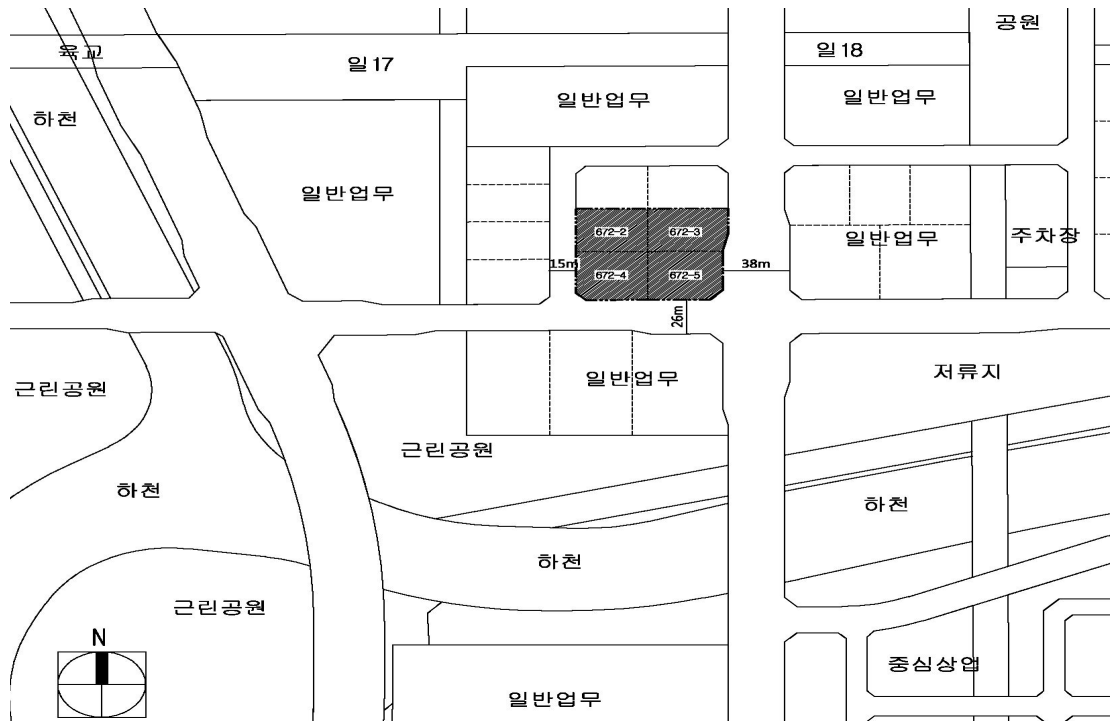 공원
육교
일17
일18
일반업무
일반업무
하천
일반업무
672-2
672-3
일반업무
주차장
15m
672-4
672-5
38m
26m
근린공원
일반업무
저류지
근린공원
하천
하천
하천
근린공원
N
중심상업
일반업무